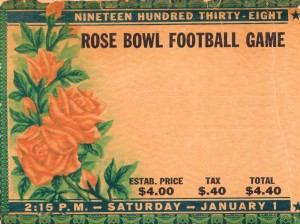 NINETEEN HUNDRED THIRTY-EIGHT
ROSE BOWL FOOTBALL GAME
ESTAB. PRICE TAX TOTAL
$4.00 $.40 $4.40
2:15 P.M. — SATURDAY — JANUARY 1